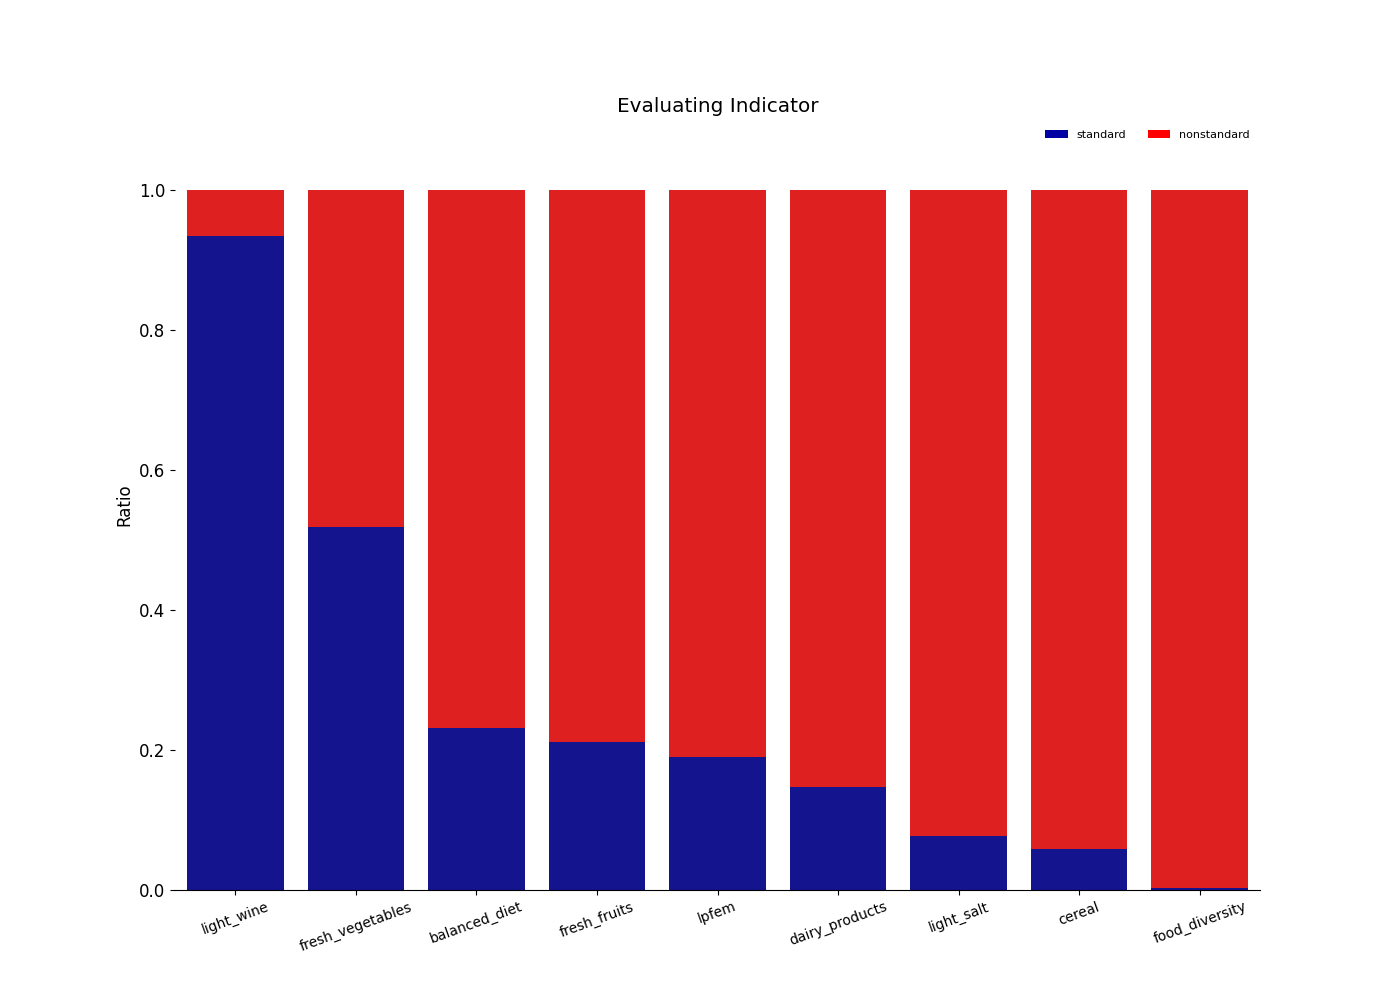 Evaluating Indicator
standard nonstandard
1.0
0.8
0.6
0.4
0.2
0.0
Ratio
light_wine fresh_vegetables balanced_diet fresh_fruits lpfem dairy_products light_salt cereal food_diversity